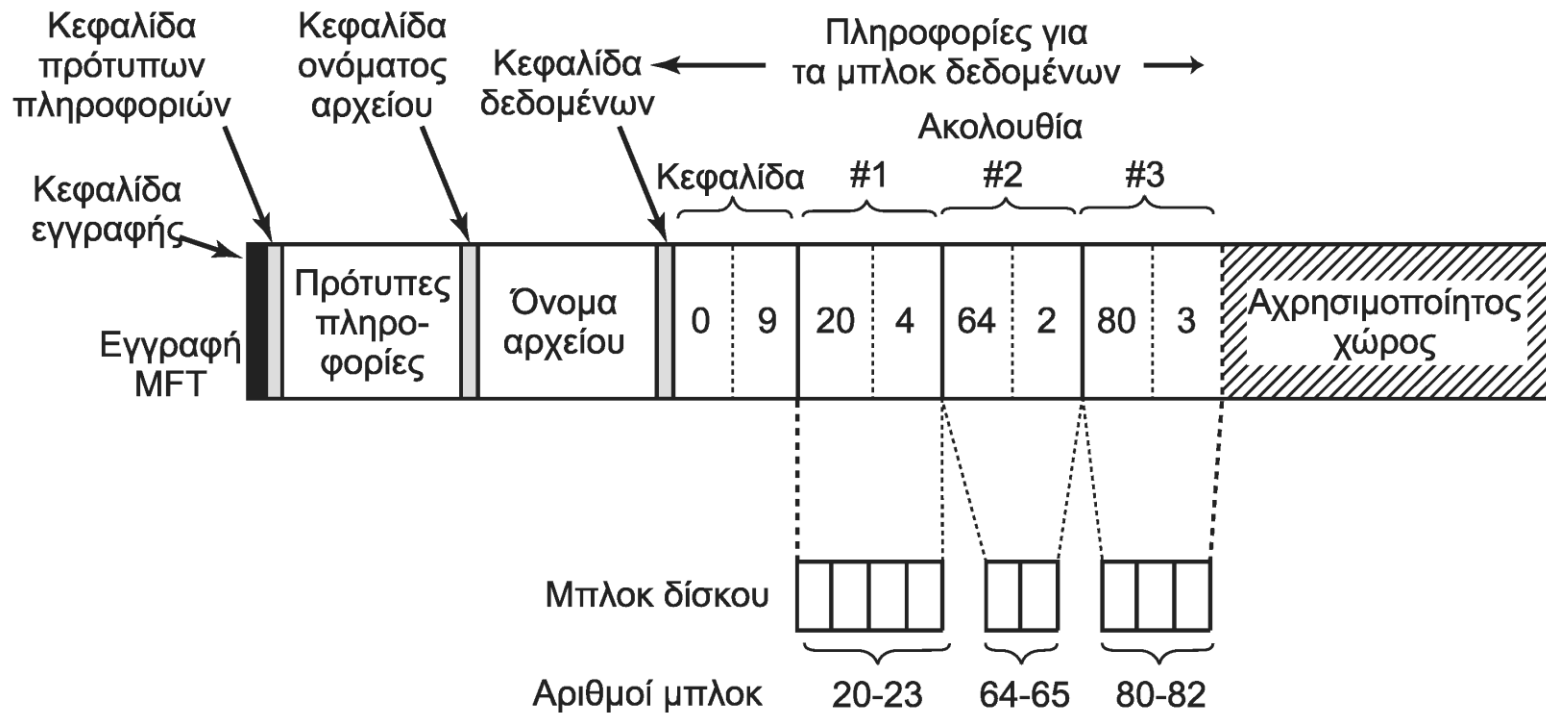 Κεφαλίδα
πρότυπων
πληροφοριών
Κεφαλίδα
ονόματος
αρχείου
Κεφαλίδα
δεδομένων
Πληροφορίες για
τα μπλοκ δεδομένων
Ακολουθία
Κεφαλίδα
#1
#2
#3
Κεφαλίδα
εγγραφής
Εγγραφή
MFT
Πρότυπες
πληρο-
φορίες
Όνομα
αρχείου
0 9 20 4 64 2 80 3
Αχρησιμοποίητος
χώρος
Μπλοκ δίσκου
Αριθμοί μπλοκ 20-23 64-65 80-82